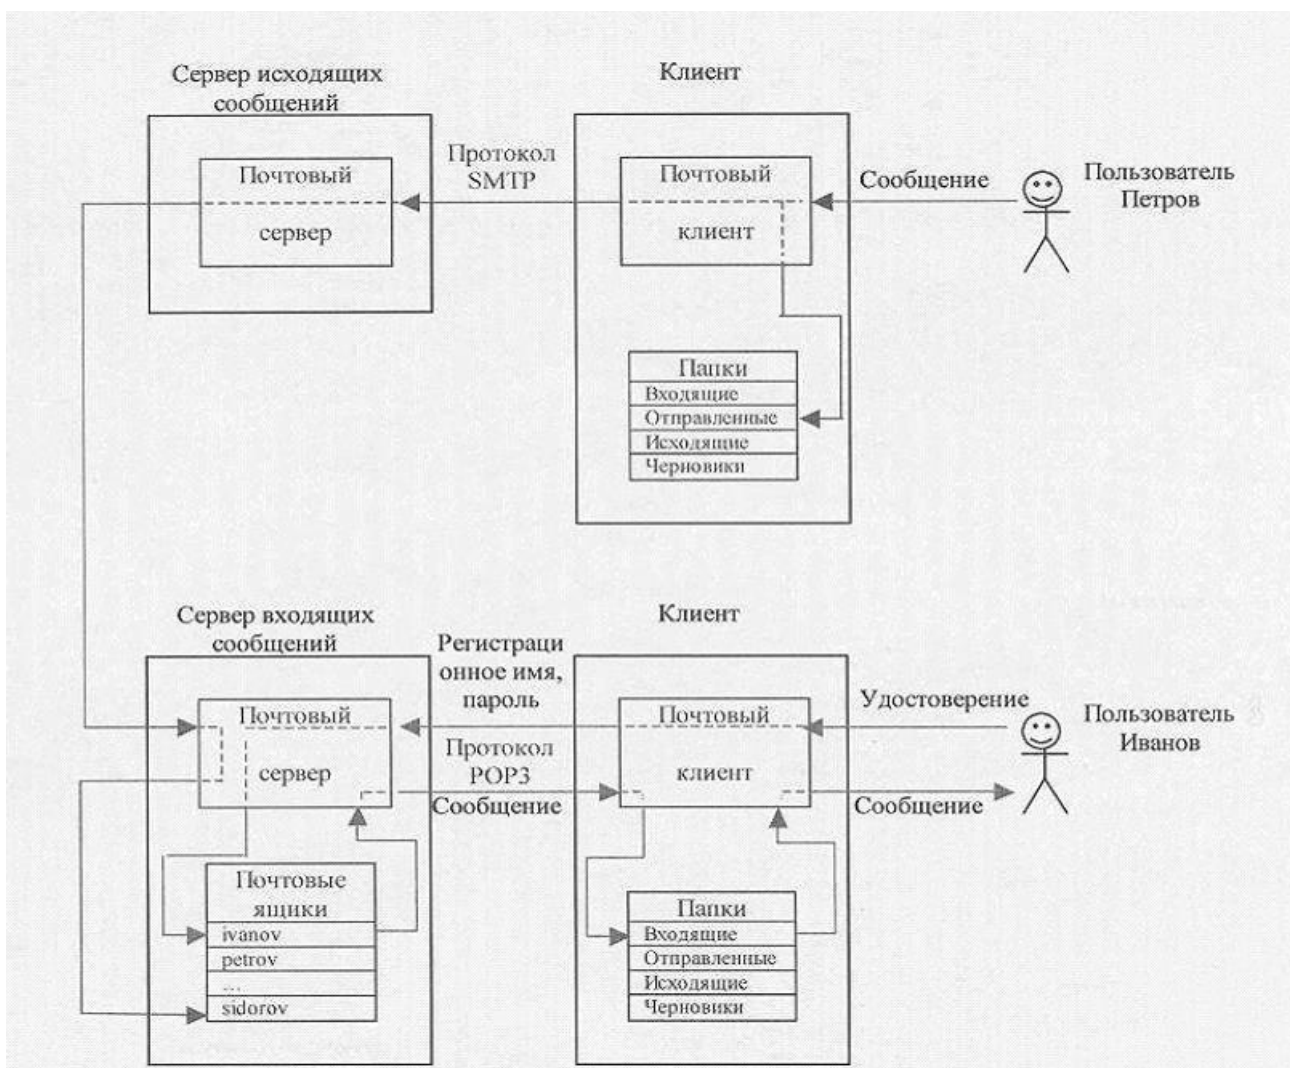 Сервер исходящих
сообщений
Клиент
Почтовый
сервер
Протокол
SMTP
Почтовый
клиент
Сообщение
Пользователь
Петров
Папки
Входящие
Отправленные
Исходящие
Черновики
Сервер входящих
сообщений
Клиент
Регистраци
онное имя,
пароль
Почтовый
сервер
Протокол
POP3
Сообщение
Почтовый
клиент
Удостоверение
Сообщение
Пользователь
Иванов
Почтовые
ящики
ivanov
petrov
...
sidorov
Папки
Входящие
Отправленные
Исходящие
Черновики